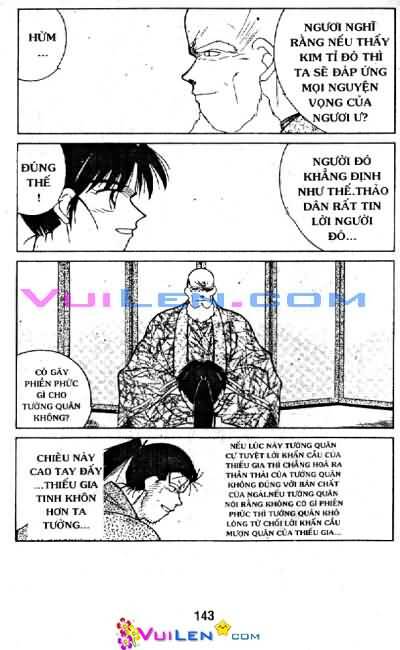 HỪM
...
NGƯƠI NGHĨ
RẰNG NẾU THẤY
KIM TỈ ĐÔ THÌ
TA SẼ ĐÁP ỨNG
MỌI NGUYỆN
VỌNG CỦA
NGƯƠI Ư?
ĐÚNG
THẾ
!
NGƯỜI ĐÓ
KHẲNG ĐỊNH
NHƯ THẾ.THẢO
DÂN RẤT TIN
LỜI NGƯỜI
ĐÓ...
VuiLen.com
CÓ GÂY
PHIỀN PHỨC
GÌ CHO
TƯỚNG QUÂN
KHÔNG?
CHIÊU NÀY
CAO TAY ĐẤY
...THIẾU GIA
TINH KHÔN
HƠN TA
TƯỞNG...
NẾU LÚC NÀY TƯỚNG QUÂN
CỰ TUYỆT LỜI KHẨN CẦU CỦA
THIẾU GIA THÌ CHẲNG HOÁ RA
THẦN THÁI CỦA TƯỚNG QUÂN
KHÔNG ĐÚNG VỚI BẢN CHẤT
CỦA NGÀI.NẾU TƯỚNG QUÂN
NÓI RẰNG KHÔNG CÓ GÌ PHIỀN
PHỨC THÌ TƯỚNG QUÂN KHÓ
LÒNG TỪ CHỐI LỜI KHẨN CẦU
MƯỢN QUÂN CỦA THIẾU GIA...
143
VuiLen.com